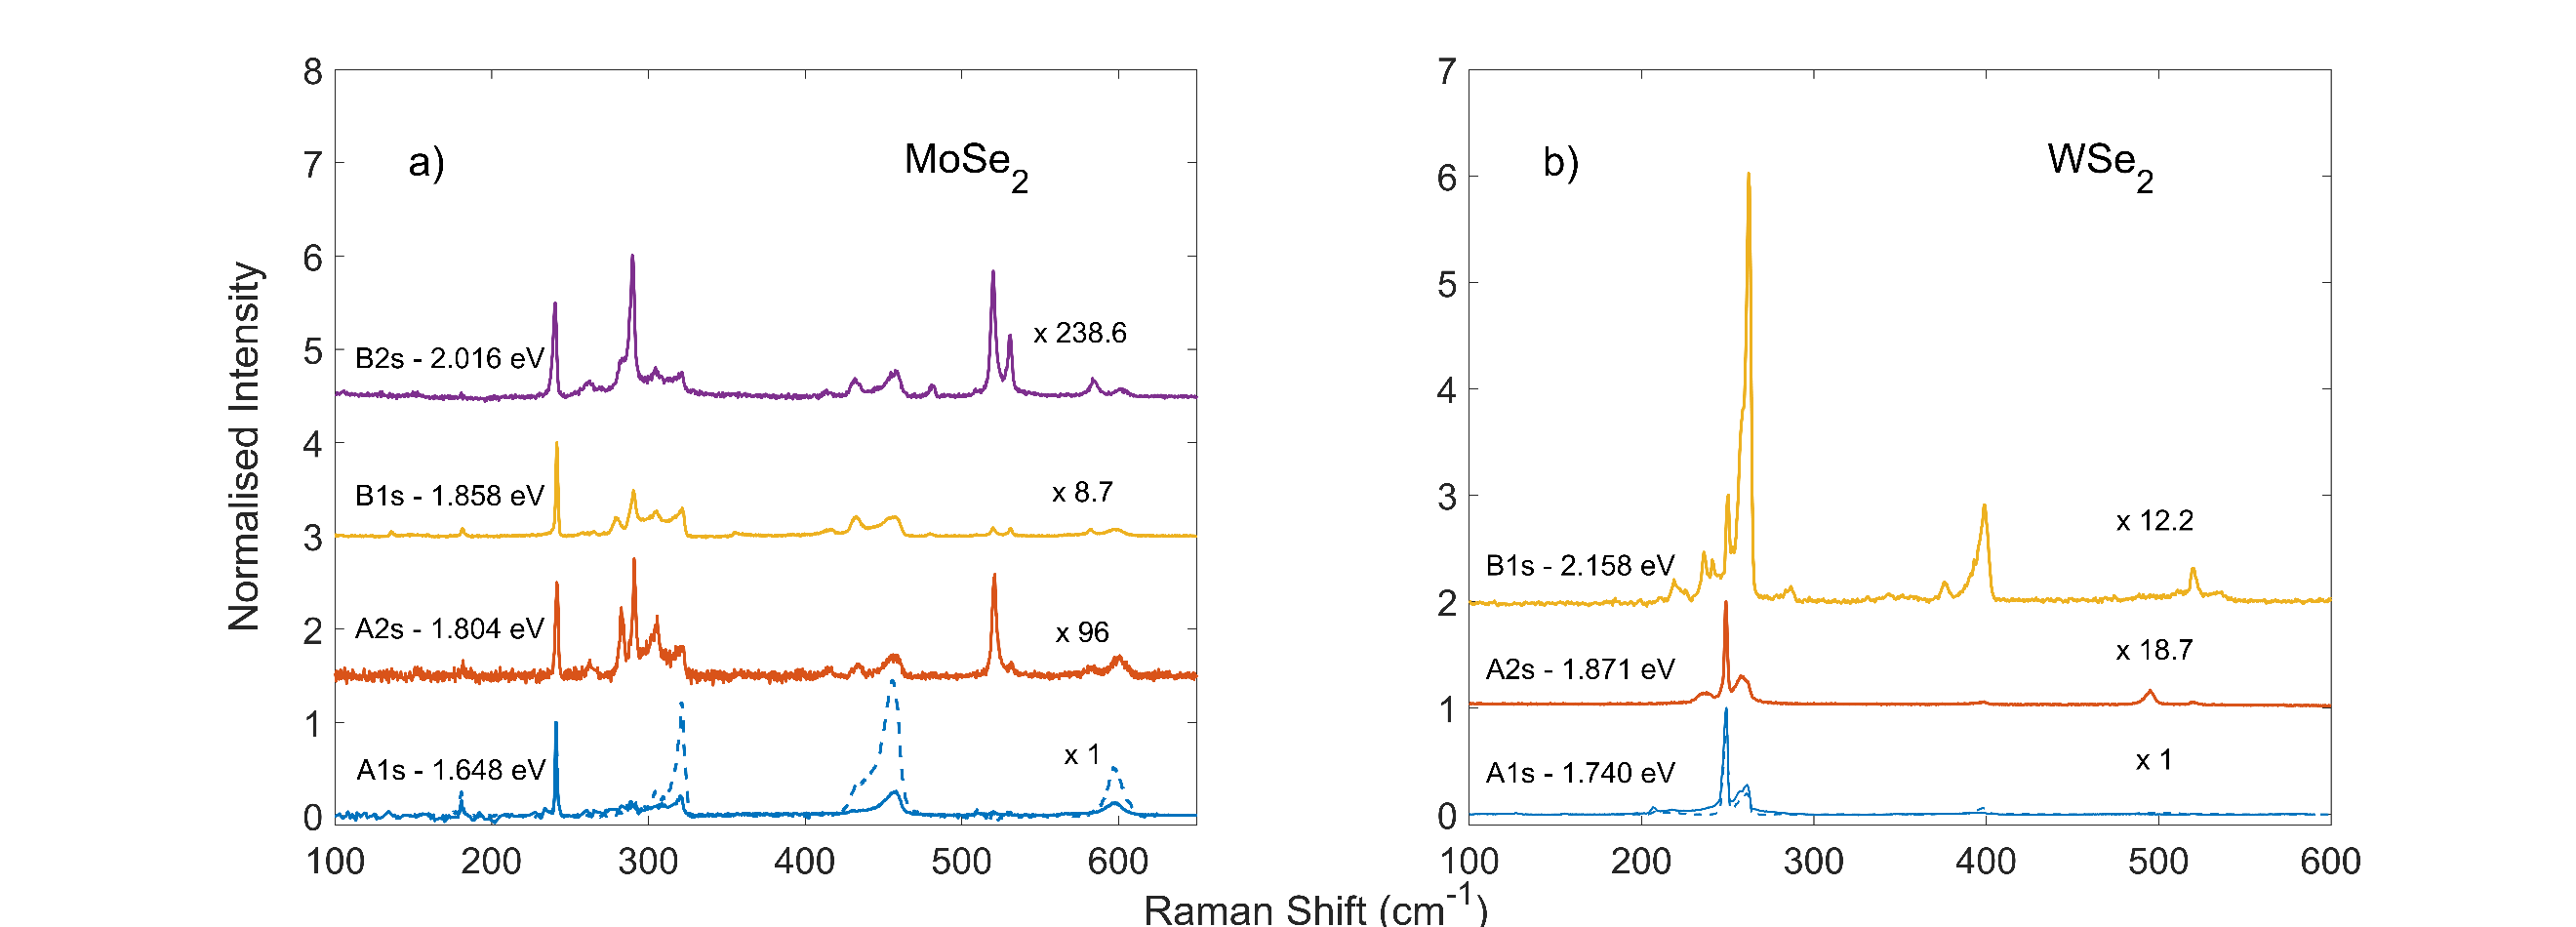 Normalised Intensity
8
7
6
5
4
3
2
1
0
a)
MoSe2
B2s - 2.016 eV
x 238.6
B1s - 1.858 eV
x 8.7
A2s - 1.804 eV
x 96
A1s - 1.648 eV
x 1
100 200 300 400 500 600
7
6
5
4
3
2
1
0
b)
WSe2
B1s - 2.158 eV
x 12.2
A2s - 1.871 eV
x 18.7
A1s - 1.740 eV
x 1
100 200 300 400 500 600
Raman Shift (cm-1)